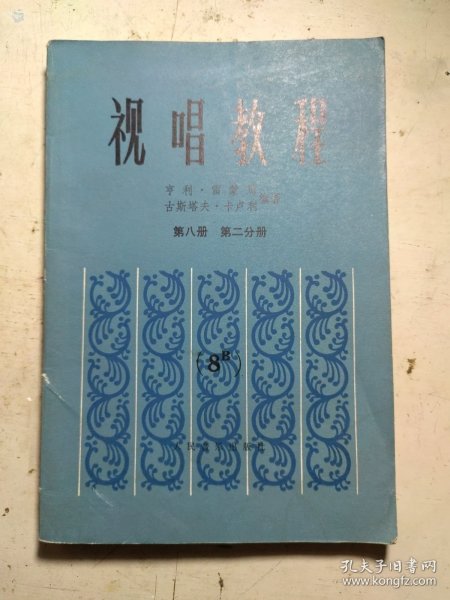 视唱教程
亨利·雷蒙恩
古斯塔夫·卡卢利
编著
第八册 第二分册
(8B)
人民音乐出版社
孔夫子旧书网
www.kongfz.com